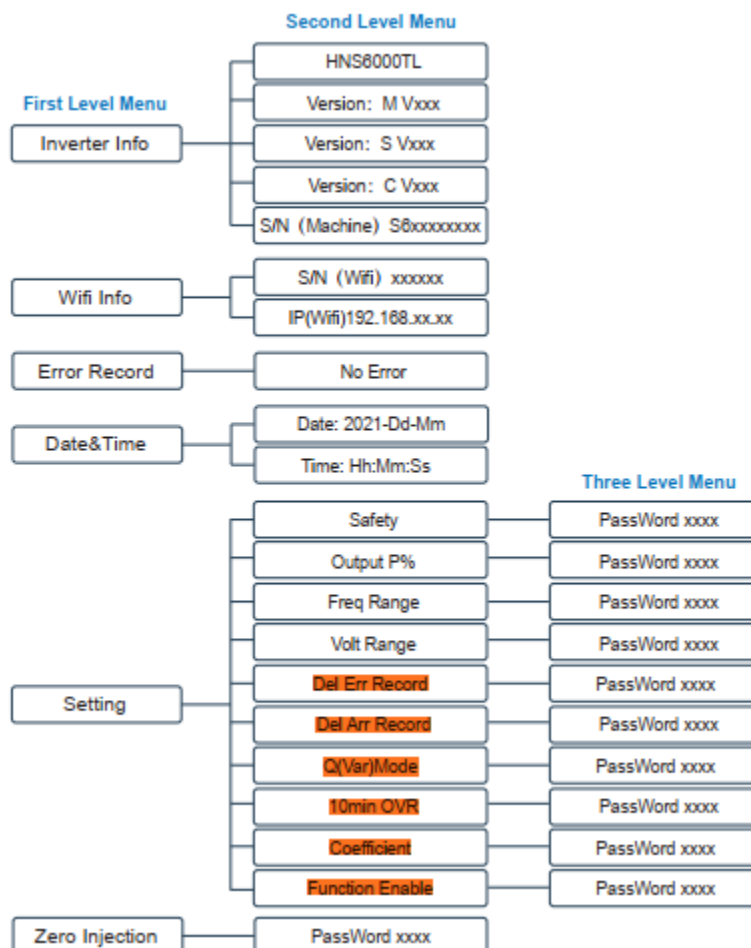 Second Level Menu
First Level Menu
HNS6000TL
Version: M Vxxx
Inverter Info
Version: S Vxxx
Version: C Vxxx
S/N (Machine) S6xxxxxxxx
Wifi Info
S/N (Wifi) xxxxxx
IP(Wifi)192.168.xx.xx
Error Record
No Error
Date&Time
Date: 2021-Dd-Mm
Time: Hh:Mm:Ss
Three Level Menu
Setting
Safety
PassWord xxxx
Output P%
PassWord xxxx
Freq Range
PassWord xxxx
Volt Range
PassWord xxxx
Del Err Record
PassWord xxxx
Del Arr Record
PassWord xxxx
Q(Var)Mode
PassWord xxxx
10min OVR
PassWord xxxx
Coefficient
PassWord xxxx
Function Enable
PassWord xxxx
Zero Injection
PassWord xxxx